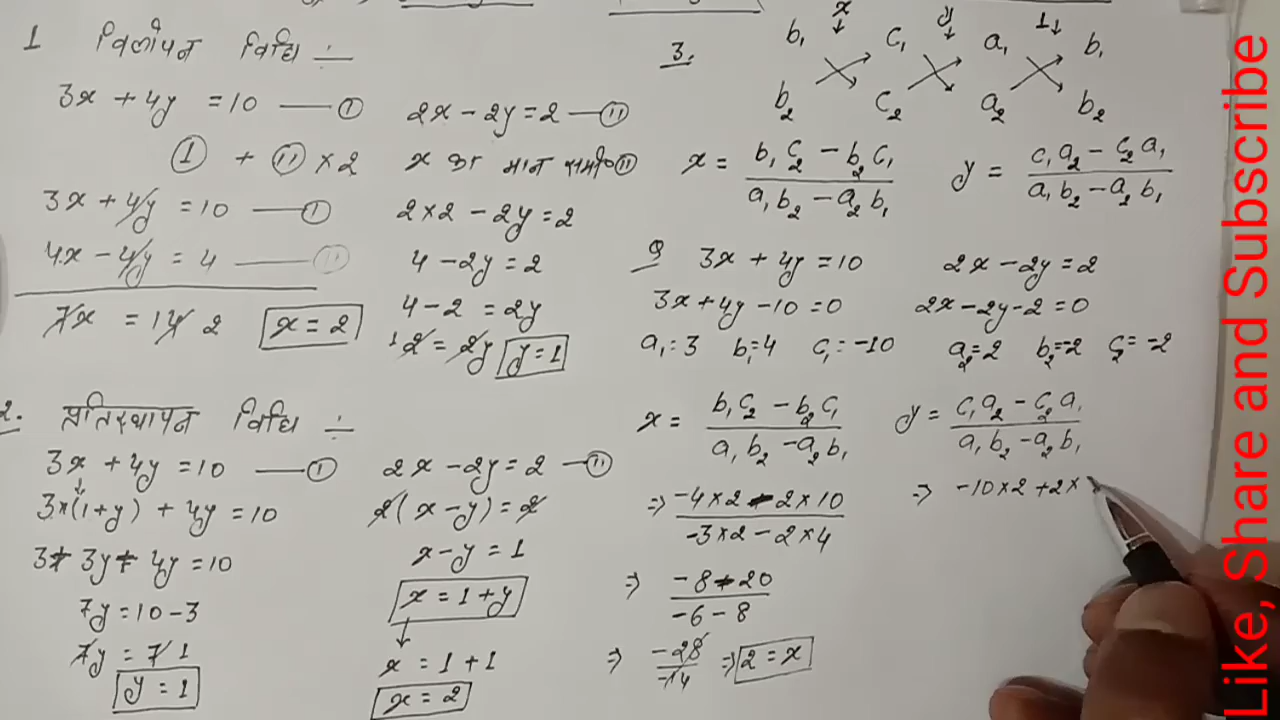 1 विलोपन विधि :-
3x + 4y = 10 —— ①
① + ⑪ × 2
3x + 4y = 10 —— ①
4x - 4y = 4 —— ⑪
7x = 14 2 x = 2
2x - 2y = 2 — ⑪
x का मान समी० ⑪
2×2 - 2y = 2
4 - 2y = 2
4 - 2 = 2y
1 2 = 2y y = 1
2. प्रतिस्थापन विधि :-
3x + 4y = 10 —— ①
3×(1+y) + 4y = 10
3 + 3y + 4y = 10
7y = 10 - 3
7y = 7 1
y = 1
2x - 2y = 2 — ⑪
2(x - y) = 2
x - y = 1
x = 1 + y
x = 1 + 1
x = 2
3.
x y 1
b₁ c₁ a₁ b₁
b₂ c₂ a₂ b₂
x = (b₁c₂ - b₂c₁)/(a₁b₂ - a₂b₁) y = (c₁a₂ - c₂a₁)/(a₁b₂ - a₂b₁)
Q 3x + 4y = 10 2x - 2y = 2
3x + 4y - 10 = 0 2x - 2y - 2 = 0
a₁ = 3 b₁ = 4 c₁ = -10 a₂ = 2 b₂ = -2 c₂ = -2
x = (b₁c₂ - b₂c₁)/(a₁b₂ - a₂b₁) y = (c₁a₂ - c₂a₁)/(a₁b₂ - a₂b₁)
⇒ (-4×2 - 2×10)/(-3×2 - 2×4) ⇒ -10×2 + 2×
⇒ (-8 - 20)/(-6 - 8)
⇒ -28/-14 ⇒ 2 = x
Like, Share and Subscribe